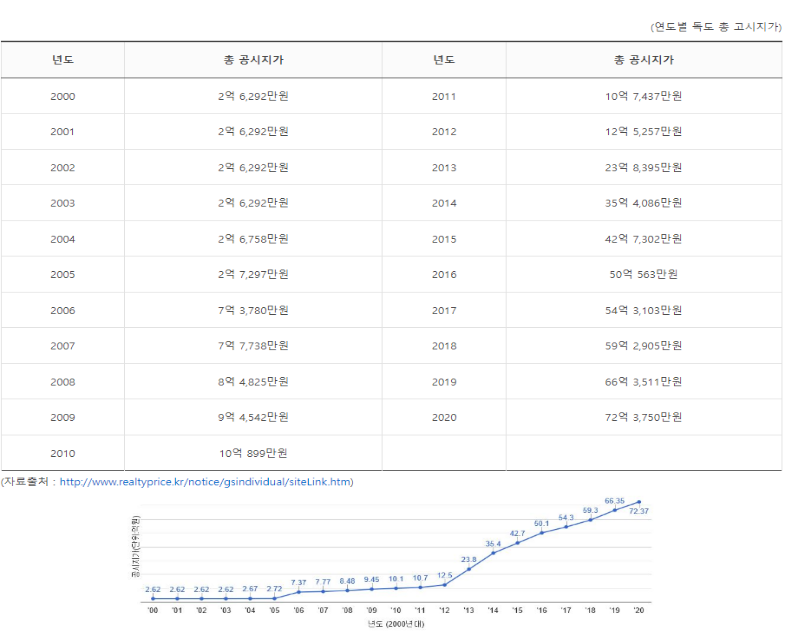 (연도별 독도 총 고시지가)
년도 총 공시지가 년도 총 공시지가
2000 2억 6,292만원 2011 10억 7,437만원
2001 2억 6,292만원 2012 12억 5,257만원
2002 2억 6,292만원 2013 23억 8,395만원
2003 2억 6,292만원 2014 35억 4,086만원
2004 2억 6,758만원 2015 42억 7,302만원
2005 2억 7,297만원 2016 50억 563만원
2006 7억 3,780만원 2017 54억 3,103만원
2007 7억 7,738만원 2018 59억 2,905만원
2008 8억 4,825만원 2019 66억 3,511만원
2009 9억 4,542만원 2020 72억 3,750만원
2010 10억 899만원
(자료출처 : http://www.realtyprice.kr/notice/gsindividual/siteLink.htm)
공시지가(단위:억원)
2.62 2.62 2.62 2.62 2.67 2.72 7.37 7.77 8.48 9.45 10.1 10.7 12.5 23.8 35.4 42.7 50.1 54.3 59.3 66.35 72.37
'00 '01 '02 '03 '04 '05 '06 '07 '08 '09 '10 '11 '12 '13 '14 '15 '16 '17 '18 '19 '20
년도 (2000년대)